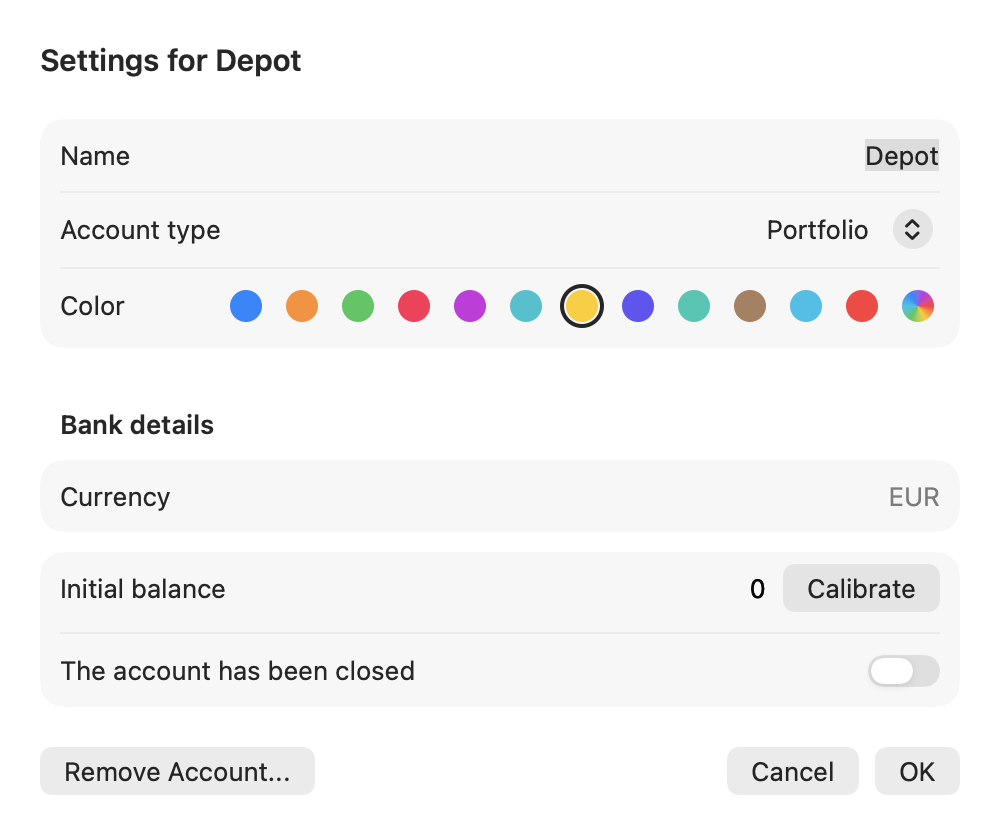 Settings for Depot
Name Depot
Account type Portfolio
Color
Bank details
Currency EUR
Initial balance 0 Calibrate
The account has been closed
Remove Account... Cancel OK